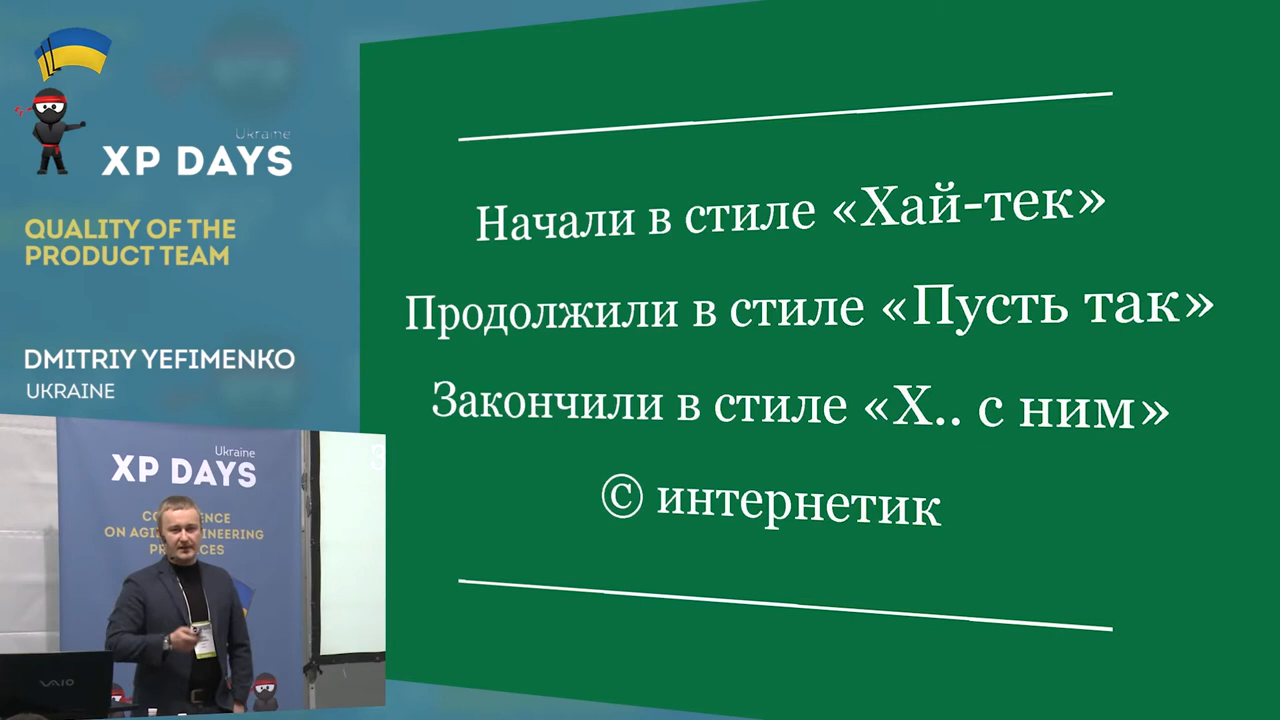 Ukraine
XP DAYS
QUALITY OF THE
PRODUCT TEAM
DMITRIY YEFIMENKO
UKRAINE
Начали в стиле «Хай-тек»
Продолжили в стиле «Пусть так»
Закончили в стиле «Х.. с ним»
© интернетик
Ukraine
XP DAYS
ON
VAIO